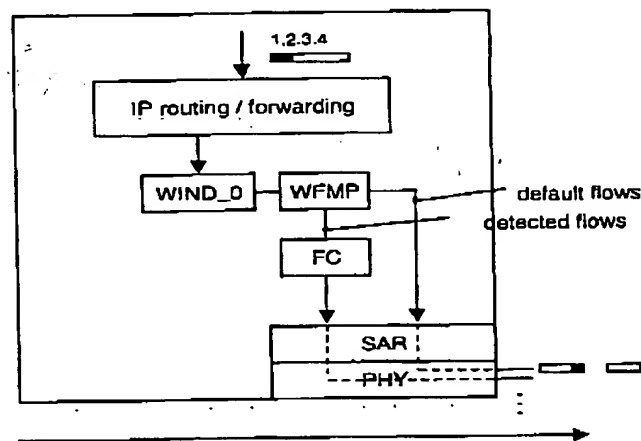 1.2.3.4
IP routing / forwarding
WIND_0
WFMP
default flows
detected flows
FC
SAR
PHY